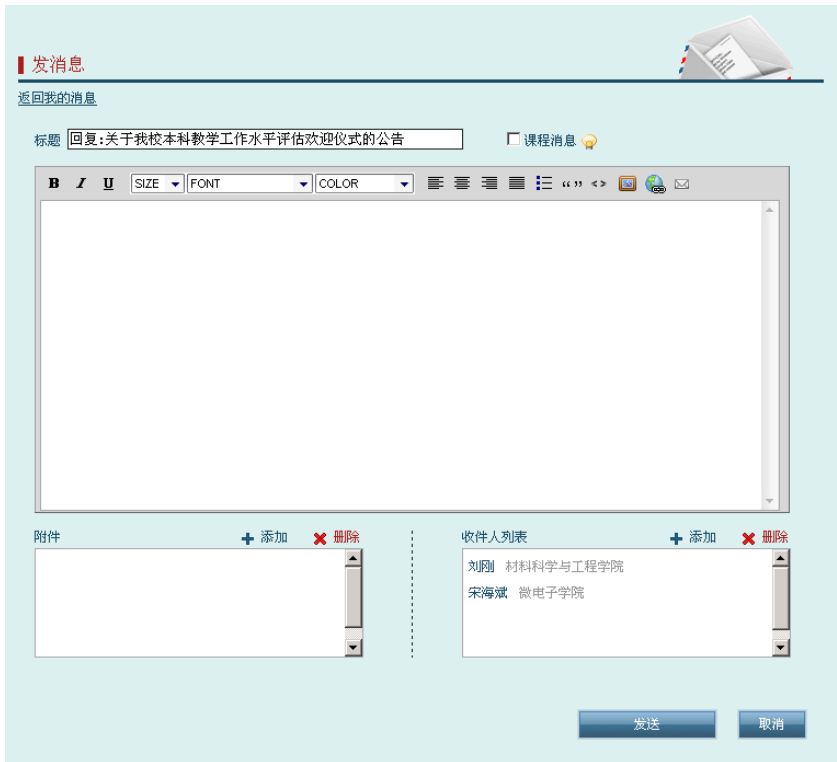 发消息
返回我的消息
标题 回复:关于我校本科教学工作水平评估欢迎仪式的公告 课程消息
B I U SIZE FONT COLOR “ ” <>
附件 添加 删除 收件人列表 添加 删除
刘刚 材料科学与工程学院
宋海斌 微电子学院
发送 取消